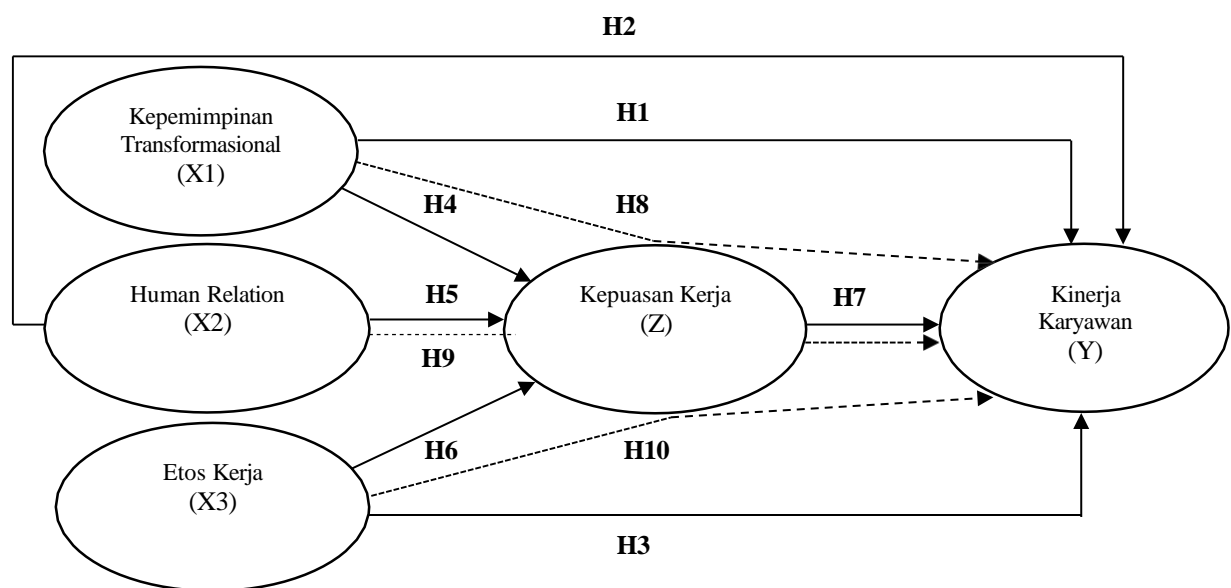 H2
Kepemimpinan
Transformasional
(X1)
H1
H4
H8
Human Relation
(X2)
H5
H9
Kepuasan Kerja
(Z)
H7
Kinerja
Karyawan
(Y)
H6
H10
Etos Kerja
(X3)
H3